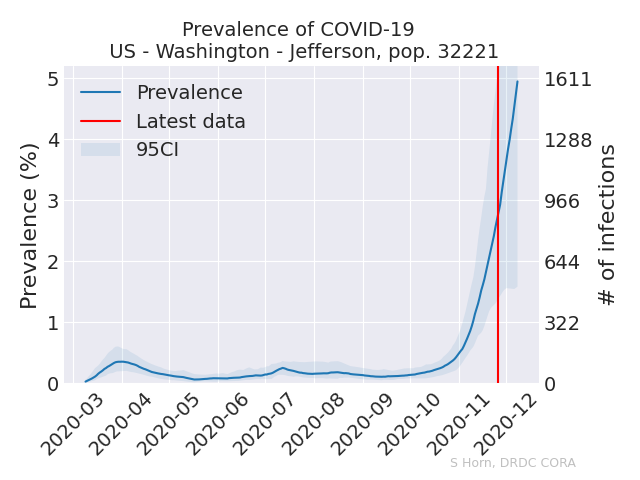 Prevalence of COVID-19
US - Washington - Jefferson, pop. 32221
Prevalence
Latest data
95CI
Prevalence (%)
5
4
3
2
1
0
1611
1288
966
644
322
0
# of infections
2020-03
2020-04
2020-05
2020-06
2020-07
2020-08
2020-09
2020-10
2020-11
2020-12
S Horn, DRDC CORA